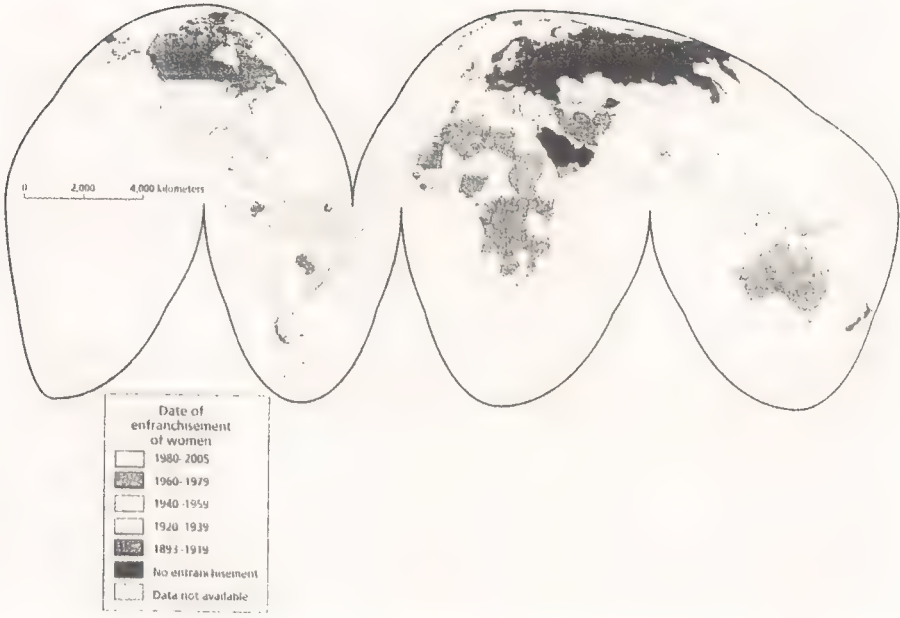 0 2,000 4,000 kilometers
Date of
enfranchisement
of women
1980-2005
1960-1979
1940-1959
1920 1939
1893-1919
No enfranchisement
Data not available